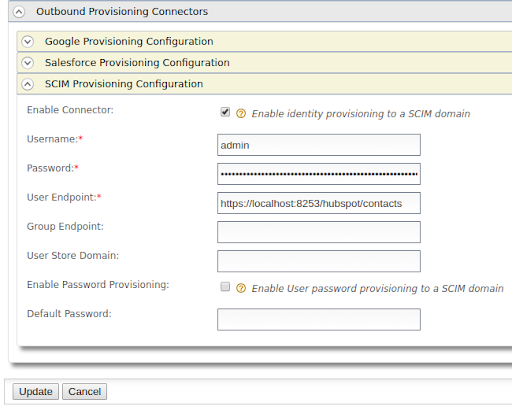 Outbound Provisioning Connectors
Google Provisioning Configuration
Salesforce Provisioning Configuration
SCIM Provisioning Configuration
Enable Connector: Enable identity provisioning to a SCIM domain
Username:* admin
Password:* ••••••••••••••••••••••••••••••••••••••••••••••••••••••••
User Endpoint:* https://localhost:8253/hubspot/contacts
Group Endpoint:
User Store Domain:
Enable Password Provisioning: Enable User password provisioning to a SCIM domain
Default Password:
Update Cancel